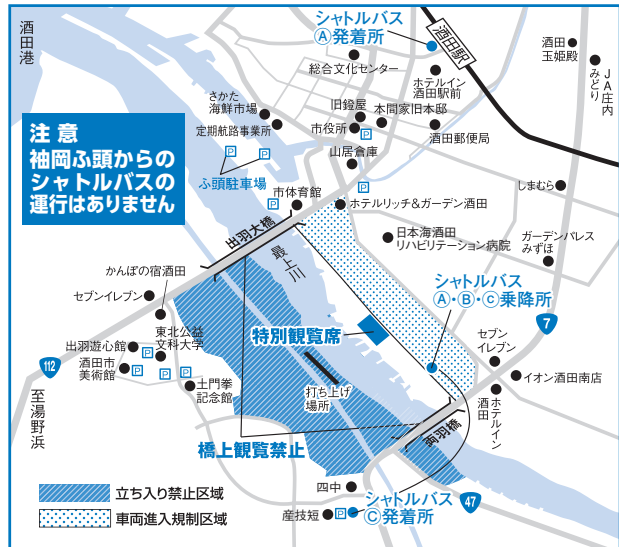 酒田港
シャトルバス
Ⓐ発着所
酒田駅
総合文化センター
ホテルイン
酒田駅前
酒田
玉姫殿
JA庄内
みどり
さかた
海鮮市場
定期航路事業所
旧鐙屋
市役所
P
本間家旧本邸
酒田郵便局
山居倉庫
注意
袖岡ふ頭からの
シャトルバスの
運行はありません
P
P
ふ頭駐車場
P
市体育館
P
ホテルリッチ&ガーデン酒田
しまむら
出羽大橋
最上川
日本海酒田
リハビリテーション病院
ガーデンパレス
みずほ
かんぽの宿酒田
セブンイレブン
シャトルバス
Ⓐ・Ⓑ・Ⓒ乗降所
7
特別観覧席
東北公益
文科大学
出羽遊心館
P
酒田市
美術館
P
P
P
土門拳
記念館
112
至湯野浜
打ち上げ
場所
セブン
イレブン
イオン酒田南店
ホテルイン
酒田
両羽橋
橋上観覧禁止
四中
産技短
P
シャトルバス
Ⓒ発着所
47
立ち入り禁止区域
車両進入規制区域